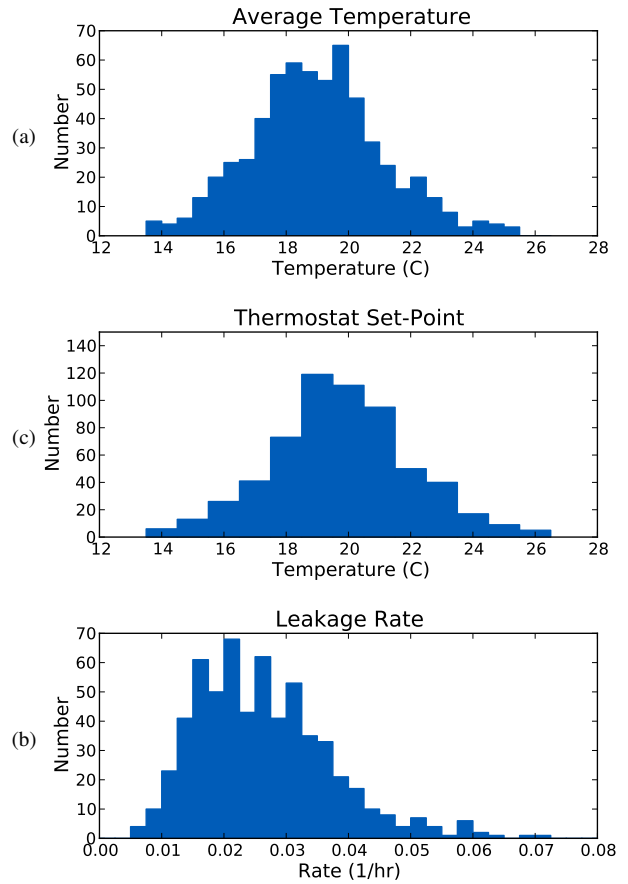 Average Temperature
(a)
Number
70
60
50
40
30
20
10
0
12 14 16 18 20 22 24 26 28
Temperature (C)
Thermostat Set-Point
(c)
Number
140
120
100
80
60
40
20
0
12 14 16 18 20 22 24 26 28
Temperature (C)
Leakage Rate
(b)
Number
70
60
50
40
30
20
10
0
0.00 0.01 0.02 0.03 0.04 0.05 0.06 0.07 0.08
Rate (1/hr)